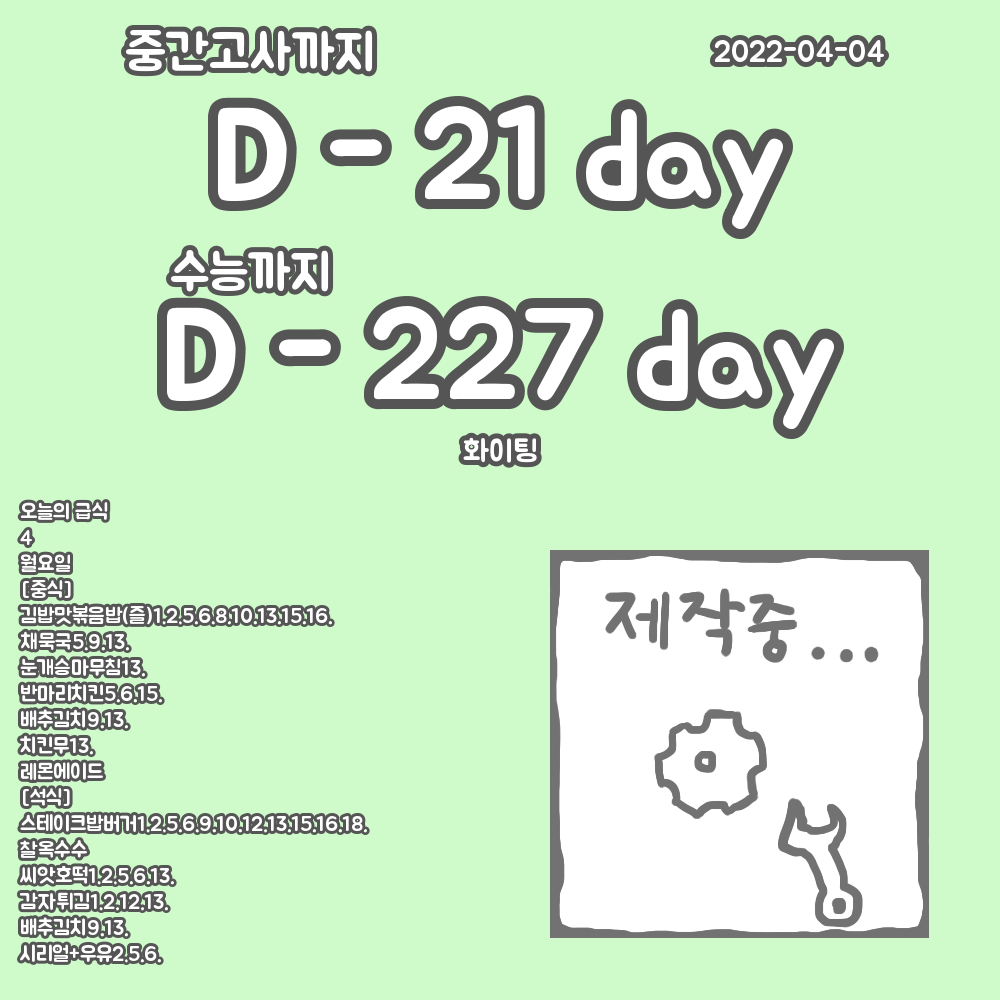 중간고사까지
2022-04-04
D - 21 day
수능까지
D - 227 day
화이팅
오늘의 급식
4
월요일
[중식]
김밥맛볶음밥(즐)1.2.5.6.8.10.13.15.16.
채묵국5.9.13.
눈개승마무침13.
반마리치킨5.6.15.
배추김치9.13.
치킨무13.
레몬에이드
[석식]
스테이크밥버거1.2.5.6.9.10.12.13.15.16.18.
찰옥수수
씨앗호떡1.2.5.6.13.
감자튀김1.2.12.13.
배추김치9.13.
시리얼+우유2.5.6.
제작중...